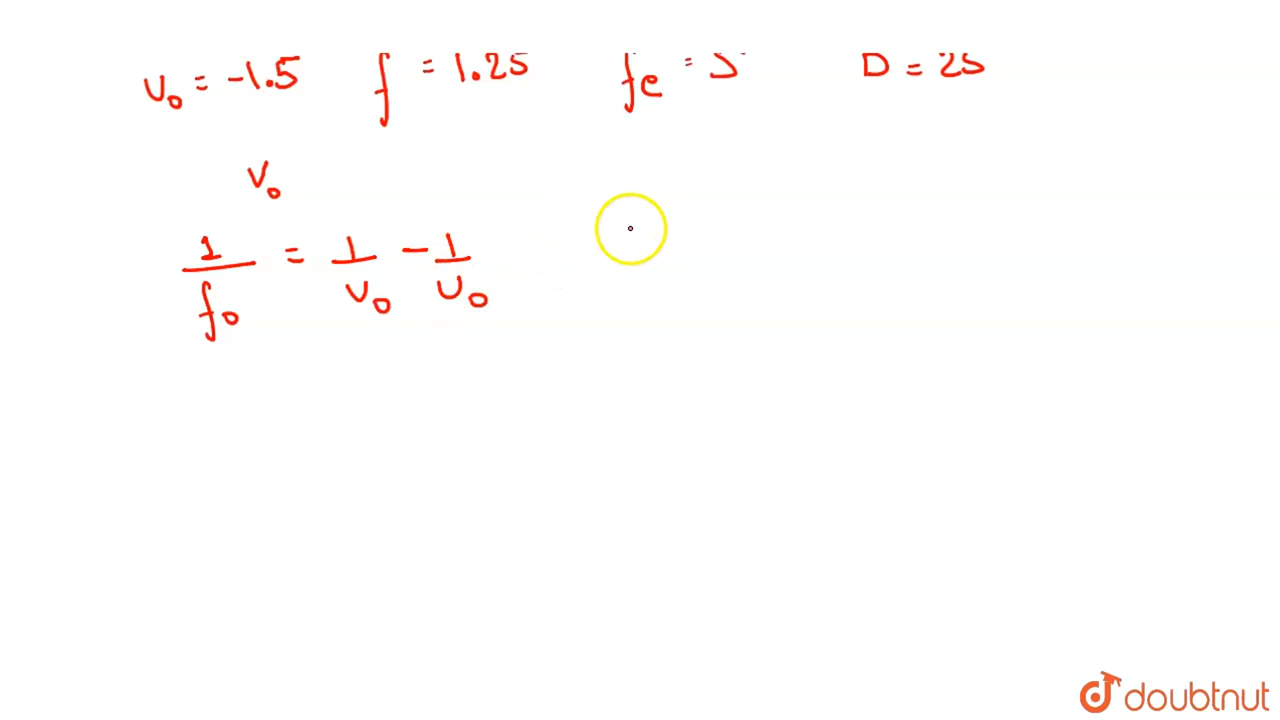 u₀ = -1.5 f = 1.25 fe = 5 D = 25
v₀
1/f₀ = 1/v₀ - 1/u₀
doubtnut